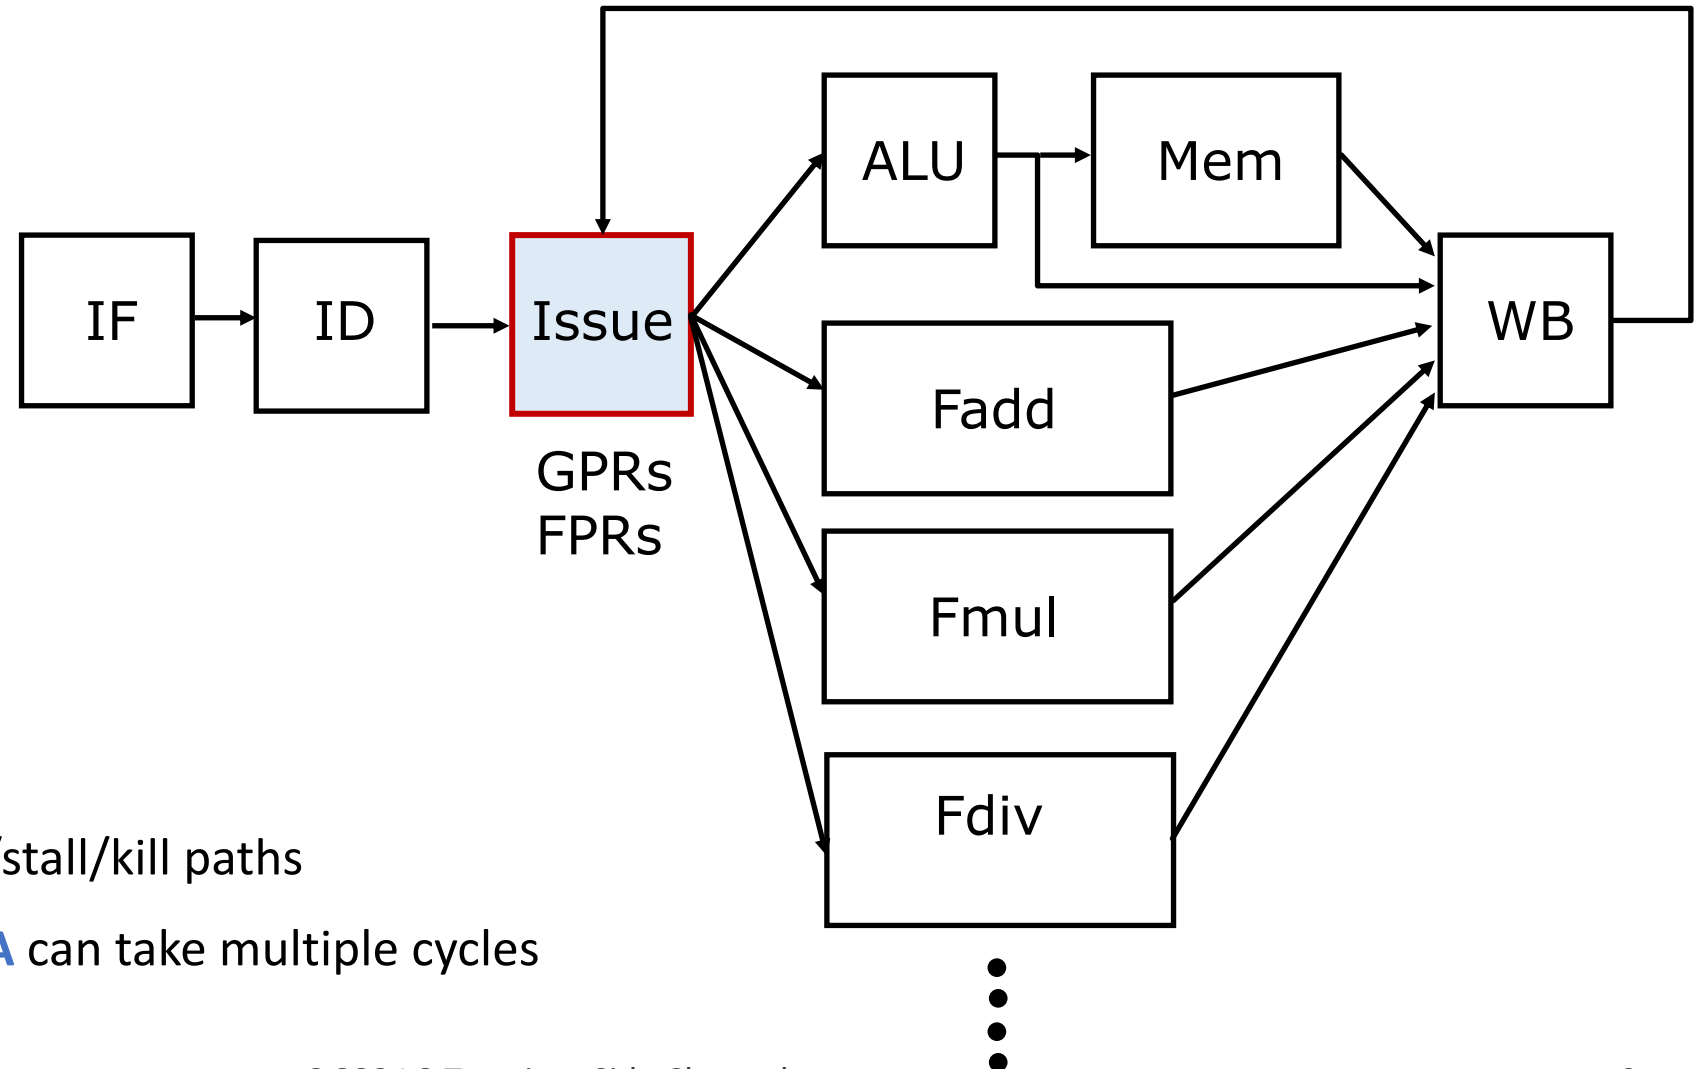 ALU
Mem
IF
ID
Issue
WB
Fadd
GPRs
FPRs
Fmul
Fdiv
/stall/kill paths
A can take multiple cycles